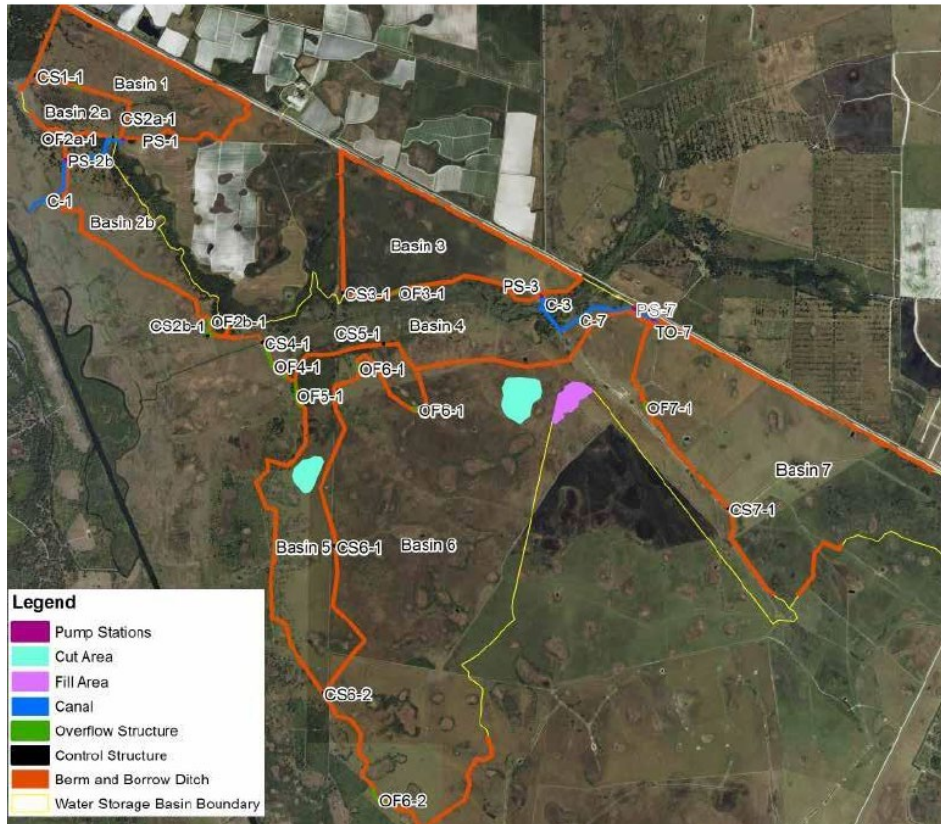 CS1-1
Basin 1
Basin 2a
CS2a-1
OF2a-1
PS-1
PS-2b
C-1
Basin 2b
Basin 3
PS-3
CS3-1
OF3-1
C-3
PS-7
C-7
OF2b-1
CS2b-1
Basin 4
TO-7
CS5-1
CS4-1
OF4-1
OF6-1
OF5-1
OF6-1
OF7-1
Basin 7
CS7-1
Basin 5
CS6-1
Basin 6
CS6-2
OF6-2
Legend
Pump Stations
Cut Area
Fill Area
Canal
Overflow Structure
Control Structure
Berm and Borrow Ditch
Water Storage Basin Boundary